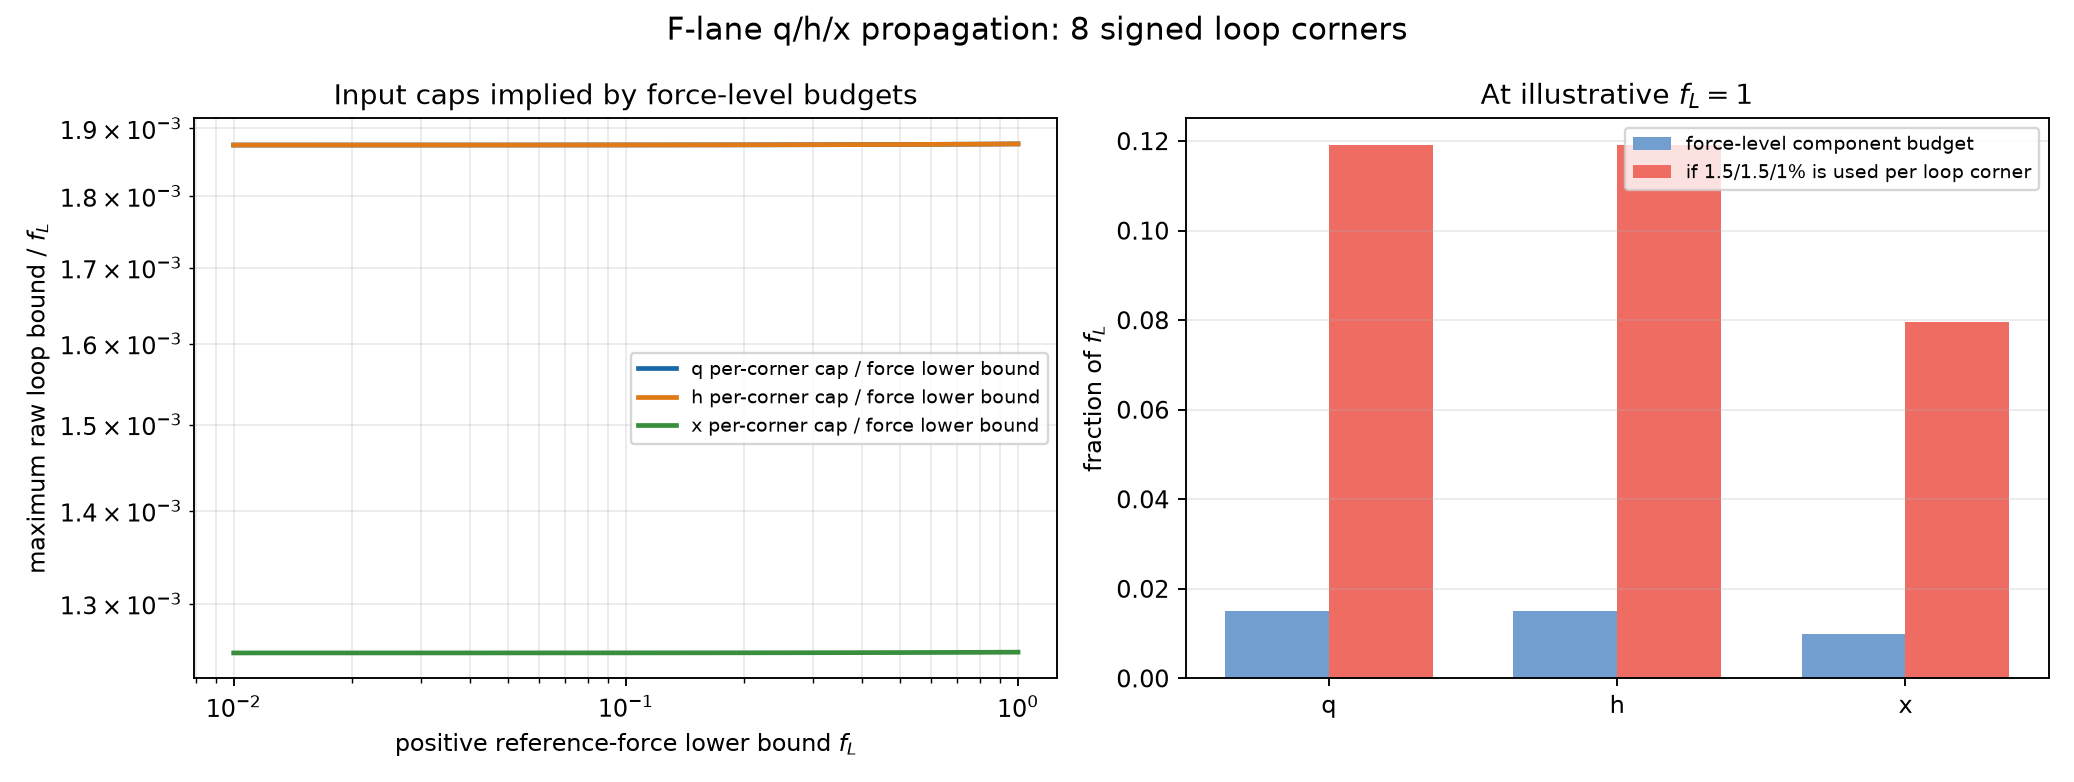 F-lane q/h/x propagation: 8 signed loop corners
Input caps implied by force-level budgets
maximum raw loop bound / f_L
1.9 × 10⁻³
1.8 × 10⁻³
1.7 × 10⁻³
1.6 × 10⁻³
1.5 × 10⁻³
1.4 × 10⁻³
1.3 × 10⁻³
q per-corner cap / force lower bound
h per-corner cap / force lower bound
x per-corner cap / force lower bound
10⁻²
10⁻¹
10⁰
positive reference-force lower bound f_L
At illustrative f_L = 1
fraction of f_L
0.12
0.10
0.08
0.06
0.04
0.02
0.00
force-level component budget
if 1.5/1.5/1% is used per loop corner
q
h
x